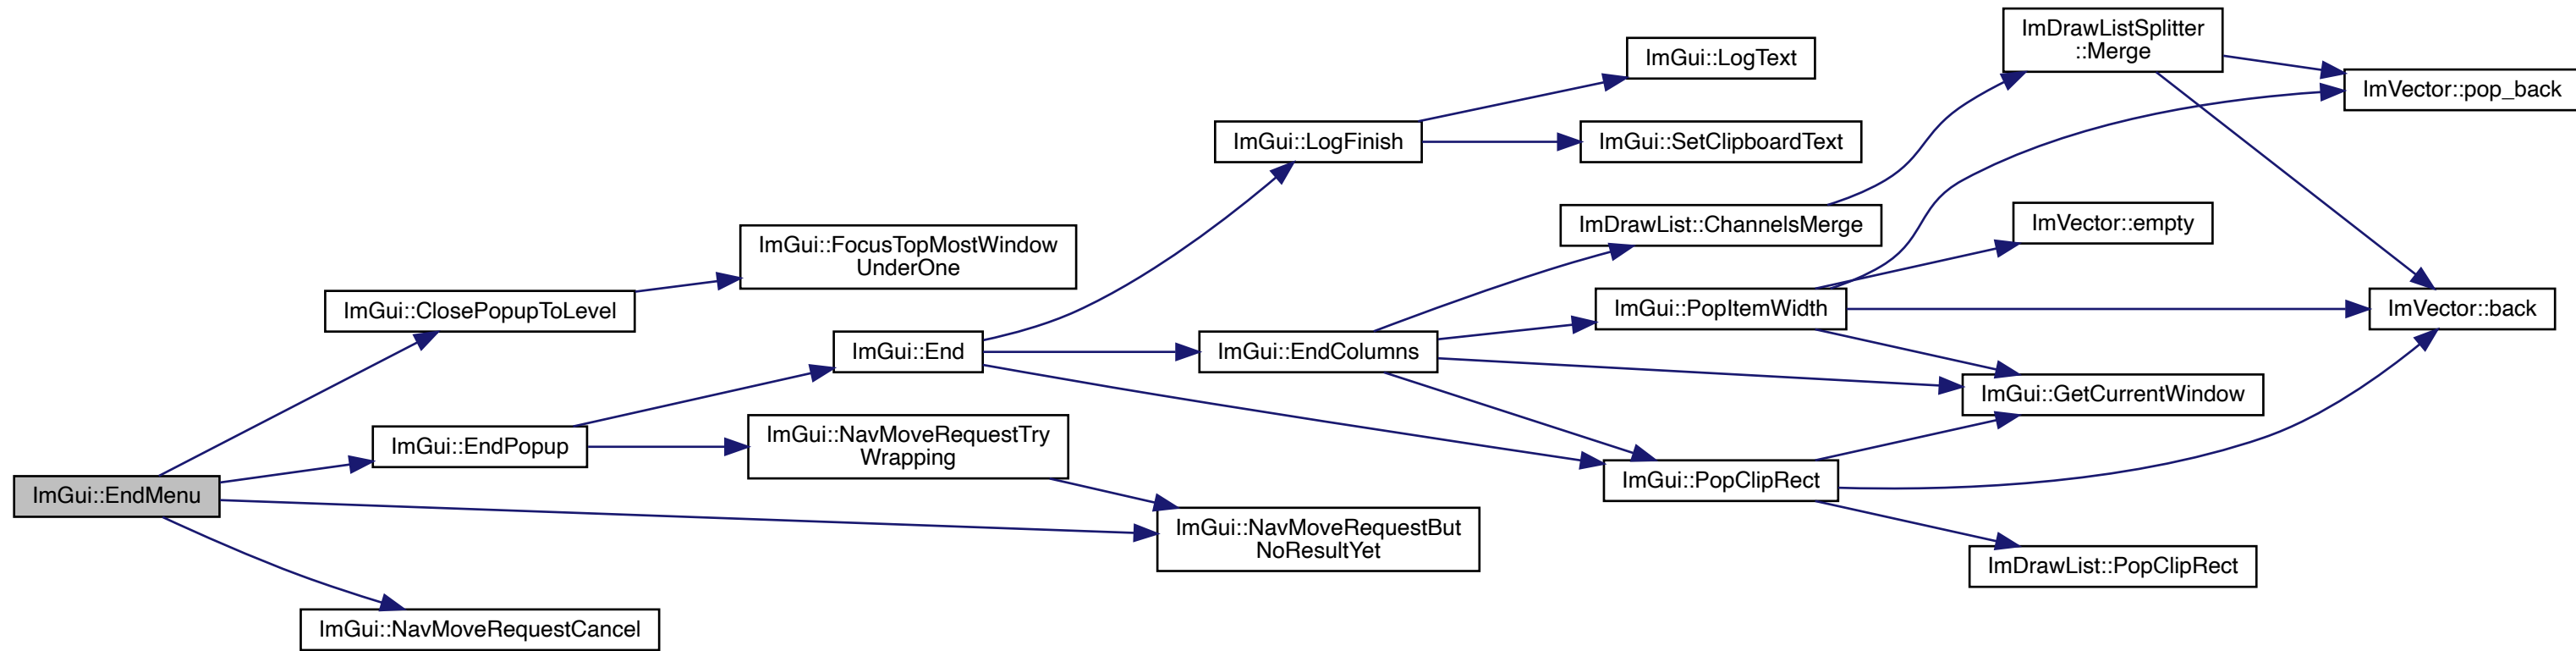 ImDrawListSplitter
::Merge
ImGui::LogText
ImVector::pop_back
ImGui::LogFinish
ImGui::SetClipboardText
ImDrawList::ChannelsMerge
ImVector::empty
ImGui::FocusTopMostWindow
UnderOne
ImGui::ClosePopupToLevel
ImGui::PopItemWidth
ImVector::back
ImGui::End
ImGui::EndColumns
ImGui::GetCurrentWindow
ImGui::EndPopup
ImGui::NavMoveRequestTry
Wrapping
ImGui::PopClipRect
ImGui::EndMenu
ImGui::NavMoveRequestBut
NoResultYet
ImDrawList::PopClipRect
ImGui::NavMoveRequestCancel